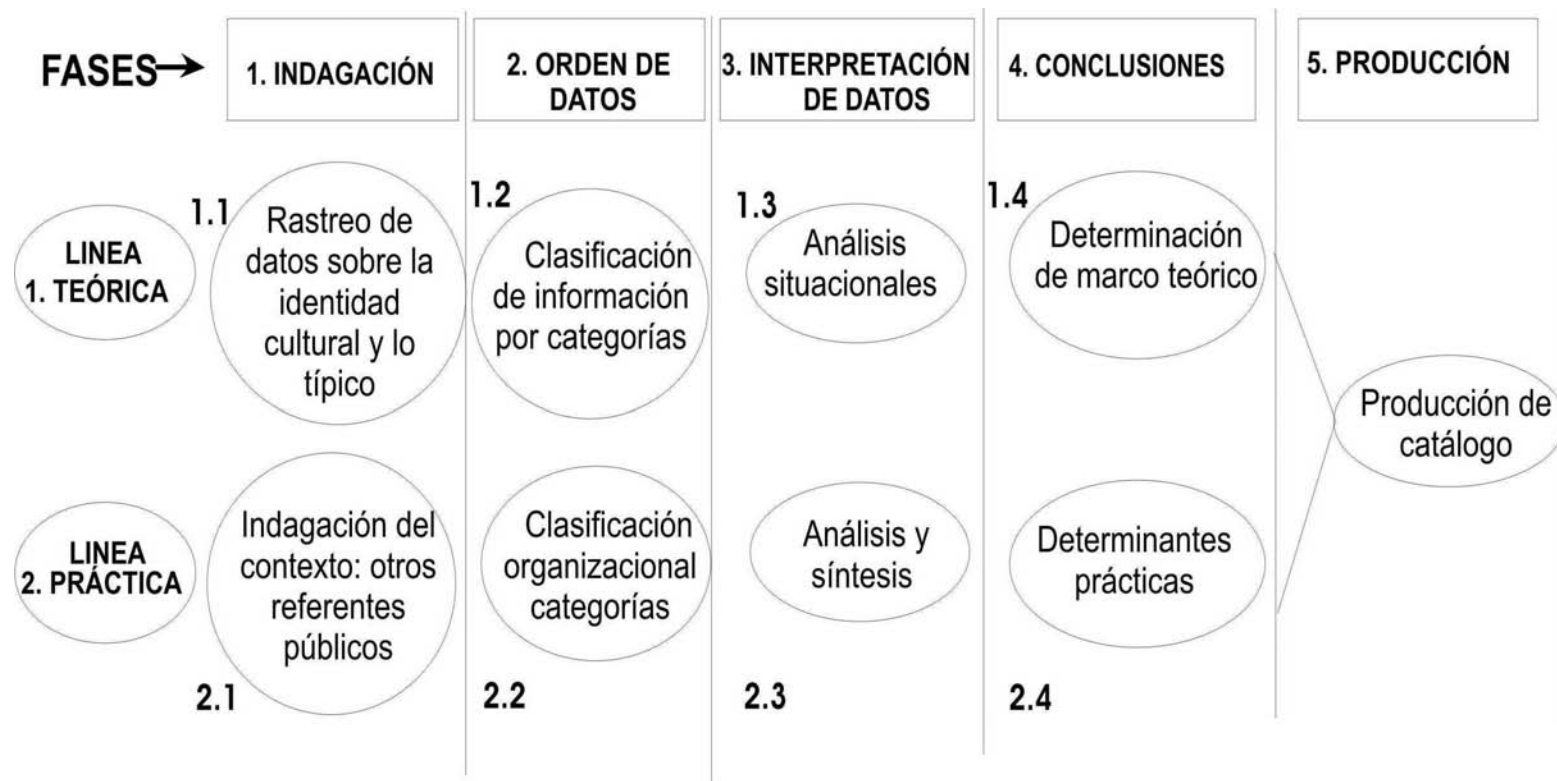 FASES
1. INDAGACIÓN
2. ORDEN DE
DATOS
3. INTERPRETACIÓN
DE DATOS
4. CONCLUSIONES
5. PRODUCCIÓN
LINEA
1. TEÓRICA
1.1
Rastreo de
datos sobre la
identidad
cultural y lo
típico
1.2
Clasificación
de información
por categorías
1.3
Análisis
situacionales
1.4
Determinación
de marco teórico
Producción de
catálogo
LINEA
2. PRÁCTICA
Indagación del
contexto: otros
referentes
públicos
2.1
Clasificación
organizacional
categorías
2.2
Análisis y
síntesis
2.3
Determinantes
prácticas
2.4